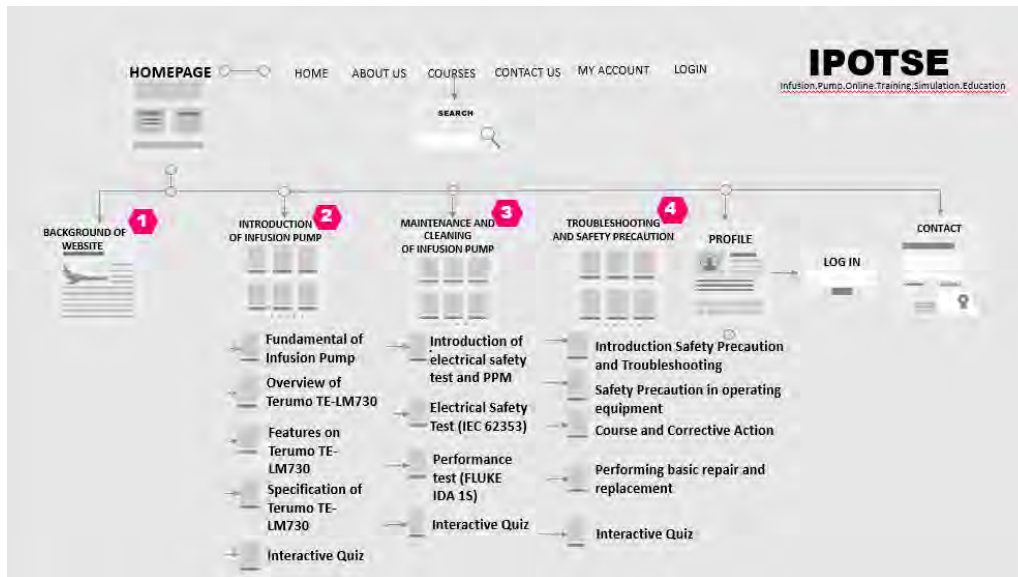 IPOTSE
Infusion.Pump.Online.Training.Simulation.Education
HOMEPAGE
HOME
ABOUT US
COURSES
CONTACT US
MY ACCOUNT
LOGIN
SEARCH
1
BACKGROUND OF
WEBSITE
2
INTRODUCTION
OF INFUSION PUMP
3
MAINTENANCE AND
CLEANING
OF INFUSION PUMP
4
TROUBLESHOOTING
AND SAFETY PRECAUTION
PROFILE
LOG IN
CONTACT
Fundamental of
Infusion Pump
Overview of
Terumo TE-LM730
Features on
Terumo TE-
LM730
Specification of
Terumo TE-
LM730
Interactive Quiz
Introduction of
electrical safety
test and PPM
Electrical Safety
Test (IEC 62353)
Performance
test (FLUKE
IDA 1S)
Interactive Quiz
Introduction Safety Precaution
and Troubleshooting
Safety Precaution in operating
equipment
Course and Corrective Action
Performing basic repair and
replacement
Interactive Quiz